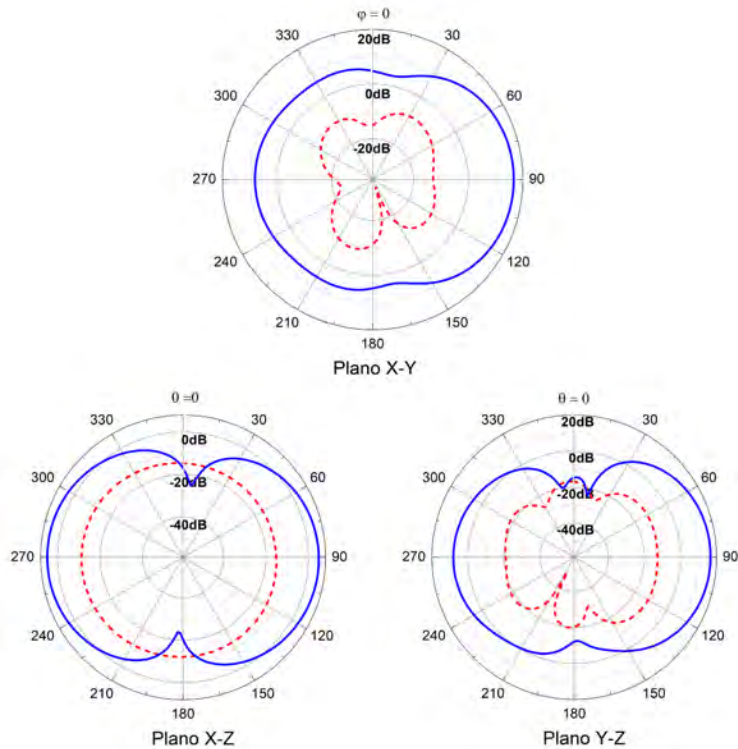 φ = 0
330 20dB 30
300 0dB 60
-20dB
270 90
240 120
210 150
180
Plano X-Y
θ =0
330 0dB 30
300 -20dB 60
-40dB
270 90
240 120
210 150
180
Plano X-Z
θ = 0
330 20dB 30
300 0dB 60
-20dB
-40dB
270 90
240 120
210 150
180
Plano Y-Z